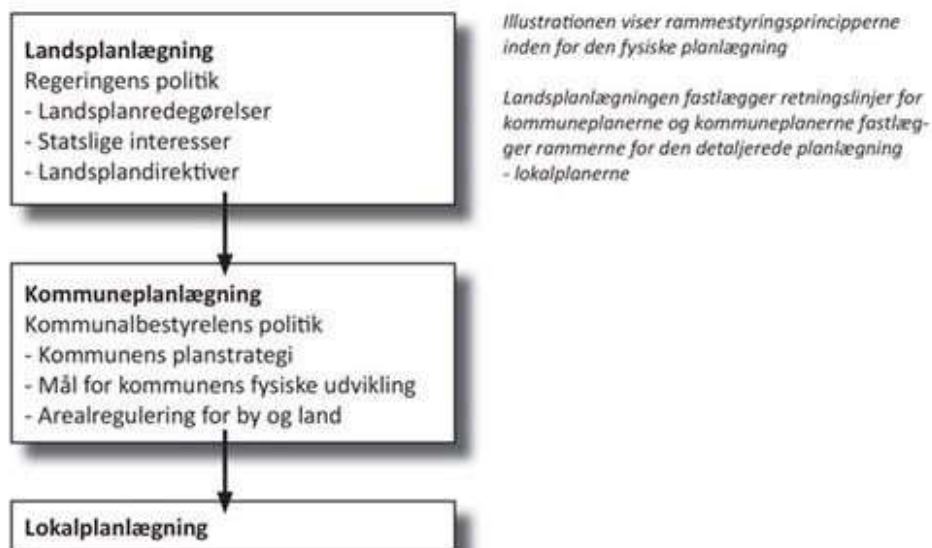 Landsplanlægning
Regeringens politik
- Landsplanredegørelser
- Statslige interesser
- Landsplandirektiver
Illustrationen viser rammestyringsprincipperne
inden for den fysiske planlægning
Landsplanlægningen fastlægger retningslinjer for
kommuneplanerne og kommuneplanerne fastlæg-
ger rammerne for den detaljerede planlægning
- lokalplanerne
Kommuneplanlægning
Kommunalbestyrelens politik
- Kommunens planstrategi
- Mål for kommunens fysiske udvikling
- Arealregulering for by og land
Lokalplanlægning